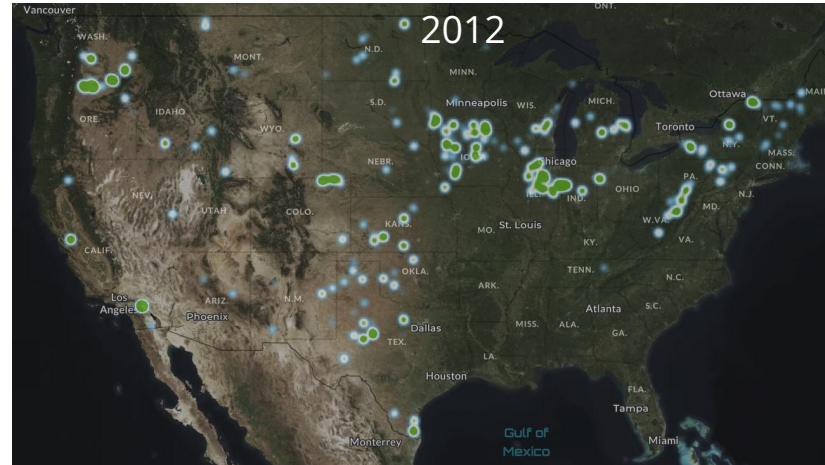 ONT.
Vancouver
2012
WASH.
MONT.
N.D.
MINN.
MAI
Ottawa
S.D.
Minneapolis
WIS.
MICH.
VT.
ORE.
IDAHO
WYO.
Toronto
N.Y.
MASS.
NEBR.
IO
Chicago
CONN.
PA.
NEV.
UTAH
COLO.
ILL.
IND.
OHIO
N.J.
MD.
W.VA.
KANS.
MO.
St. Louis
KY.
VA.
CALIF.
OKLA.
TENN.
N.C.
Los
Angeles
ARIZ.
N.M.
ARK.
Phoenix
Dallas
MISS.
ALA.
Atlanta
S.C.
GA.
TEX.
LA.
Houston
FLA.
Tampa
Monterrey
Gulf of
Mexico
Miami